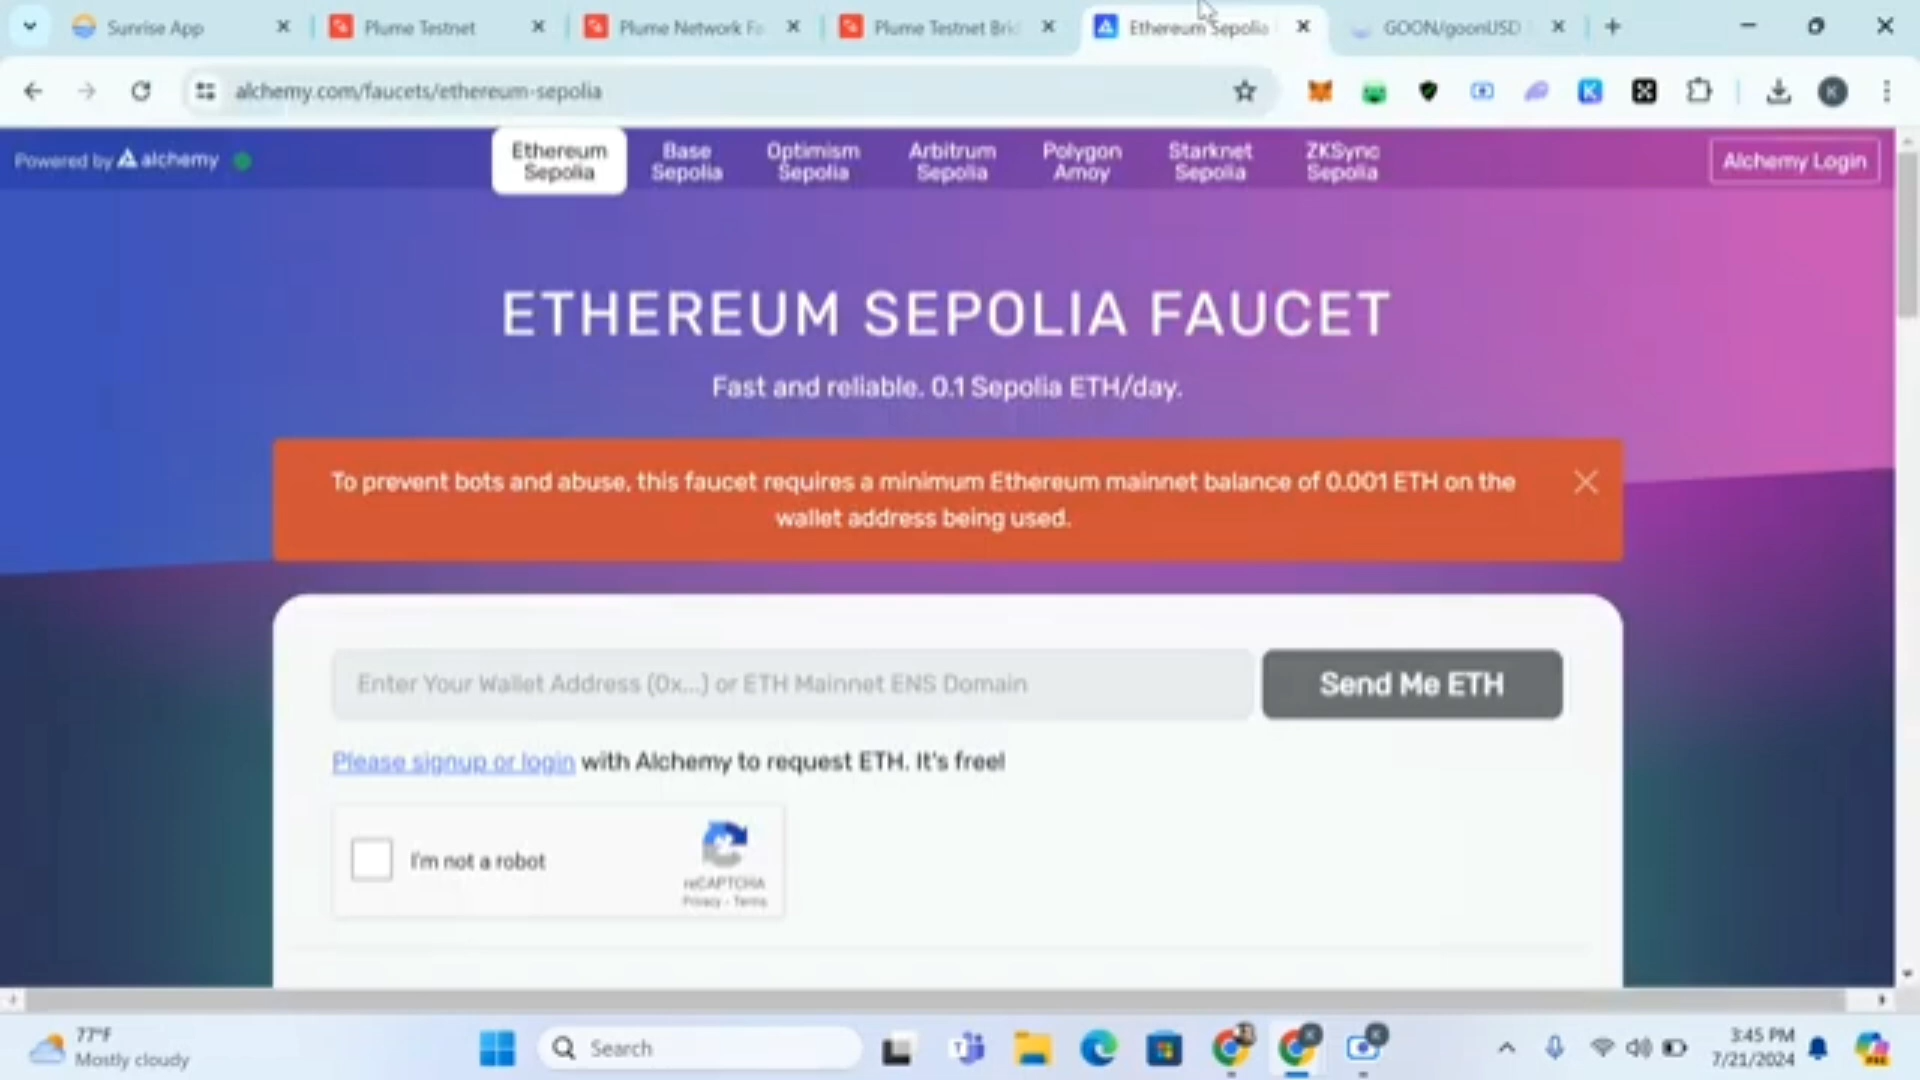 Sunrise App
Plume Testnet
Plume Network Fa
Plume Testnet Brid
Ethereum Sepolia
GOON/goonUSD
alchemy.com/faucets/ethereum-sepolia
K
K
Powered by alchemy
Ethereum
Sepolia
Base
Sepolia
Optimism
Sepolia
Arbitrum
Sepolia
Polygon
Amoy
Starknet
Sepolia
ZKSync
Sepolia
Alchemy Login
ETHEREUM SEPOLIA FAUCET
Fast and reliable. 0.1 Sepolia ETH/day.
To prevent bots and abuse, this faucet requires a minimum Ethereum mainnet balance of 0.001 ETH on the
wallet address being used.
Enter Your Wallet Address (0x...) or ETH Mainnet ENS Domain
Send Me ETH
Please signup or login with Alchemy to request ETH. It's free!
I'm not a robot
reCAPTCHA
Privacy - Terms
77°F
Mostly cloudy
Search
3:45 PM
7/21/2024